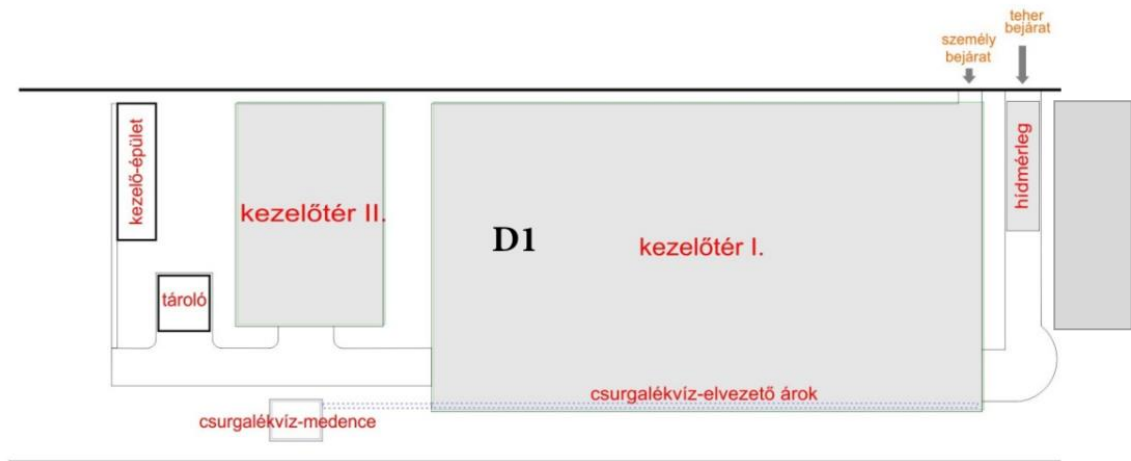 teher
bejárat
személy
bejárat
kezelő-épület
kezelőtér II.
D1
kezelőtér I.
hídmérleg
tároló
csurgalékvíz-elvezető árok
csurgalékvíz-medence